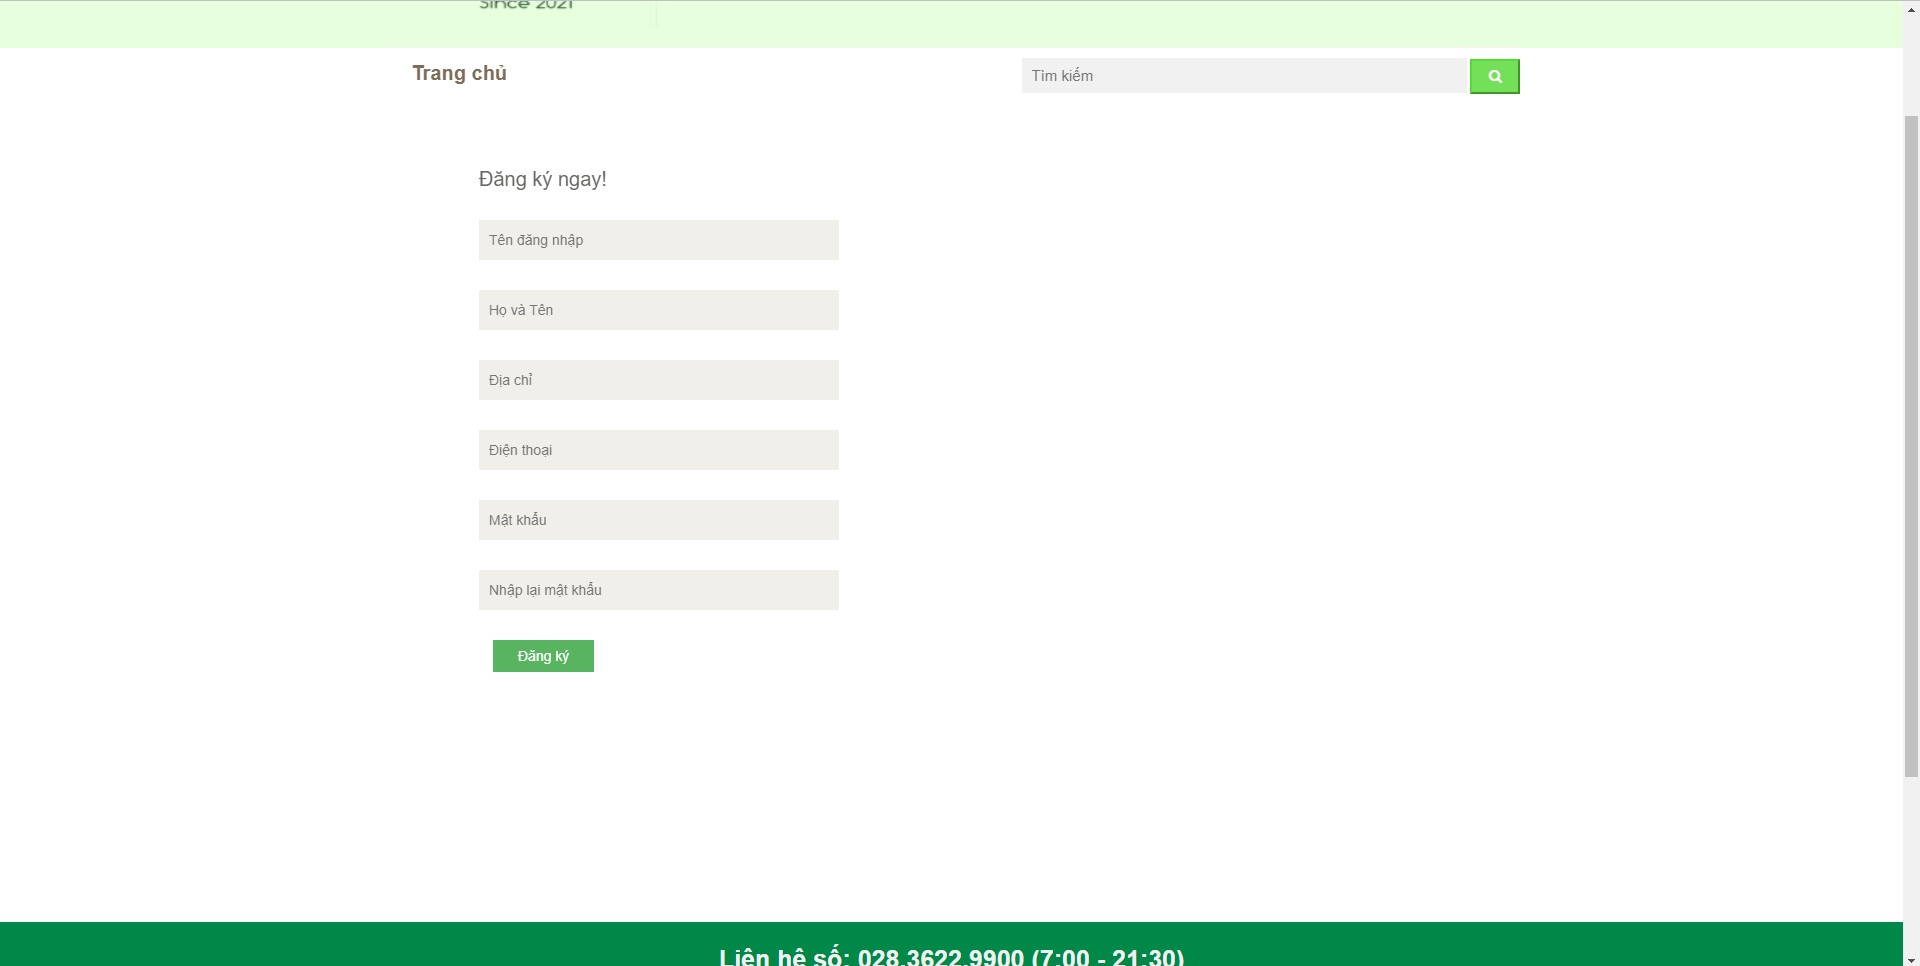 Since 2021
Trang chủ
Tìm kiếm
Đăng ký ngay!
Tên đăng nhập
Họ và Tên
Địa chỉ
Điện thoại
Mật khẩu
Nhập lại mật khẩu
Đăng ký
Liên hệ số: 028.3622.9900 (7:00 - 21:30)